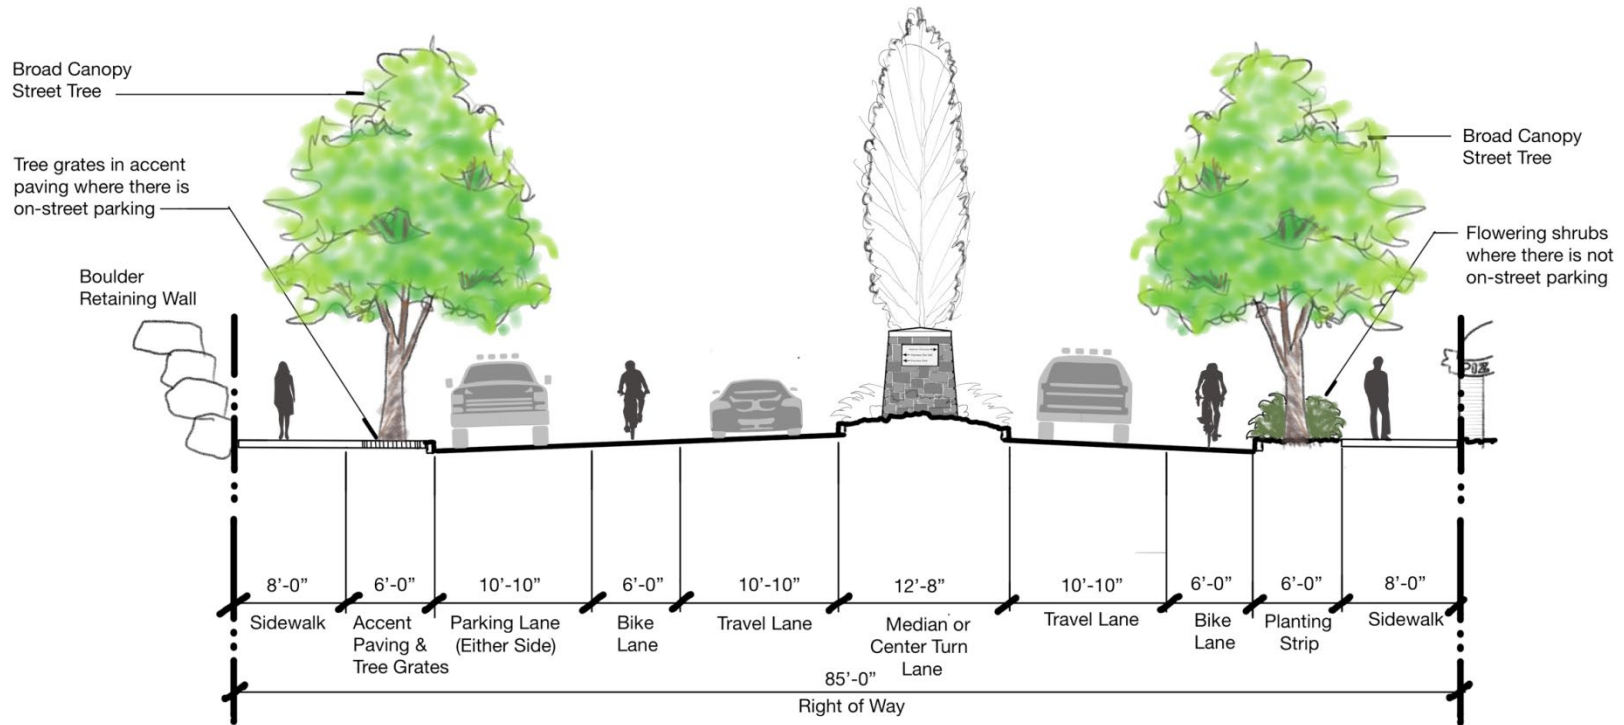 Broad Canopy
Street Tree
Tree grates in accent
paving where there is
on-street parking
Boulder
Retaining Wall
Broad Canopy
Street Tree
Flowering shrubs
where there is not
on-street parking
PIZ
8’-0” 6’-0” 10’-10” 6’-0” 10’-10” 12’-8” 10’-10” 6’-0” 6’-0” 8’-0”
Sidewalk
Accent
Paving &
Tree Grates
Parking Lane
(Either Side)
Bike
Lane
Travel Lane
Median or
Center Turn
Lane
Travel Lane
Bike
Lane
Planting
Strip
Sidewalk
85’-0”
Right of Way